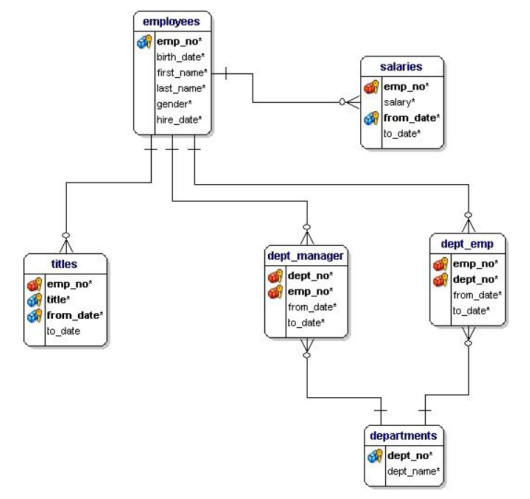 employees
emp_no*
birth_date*
first_name*
last_name*
gender*
hire_date*
salaries
emp_no*
salary*
from_date*
to_date*
titles
emp_no*
title*
from_date*
to_date
dept_manager
dept_no*
emp_no*
from_date*
to_date*
dept_emp
emp_no*
dept_no*
from_date*
to_date*
departments
dept_no*
dept_name*